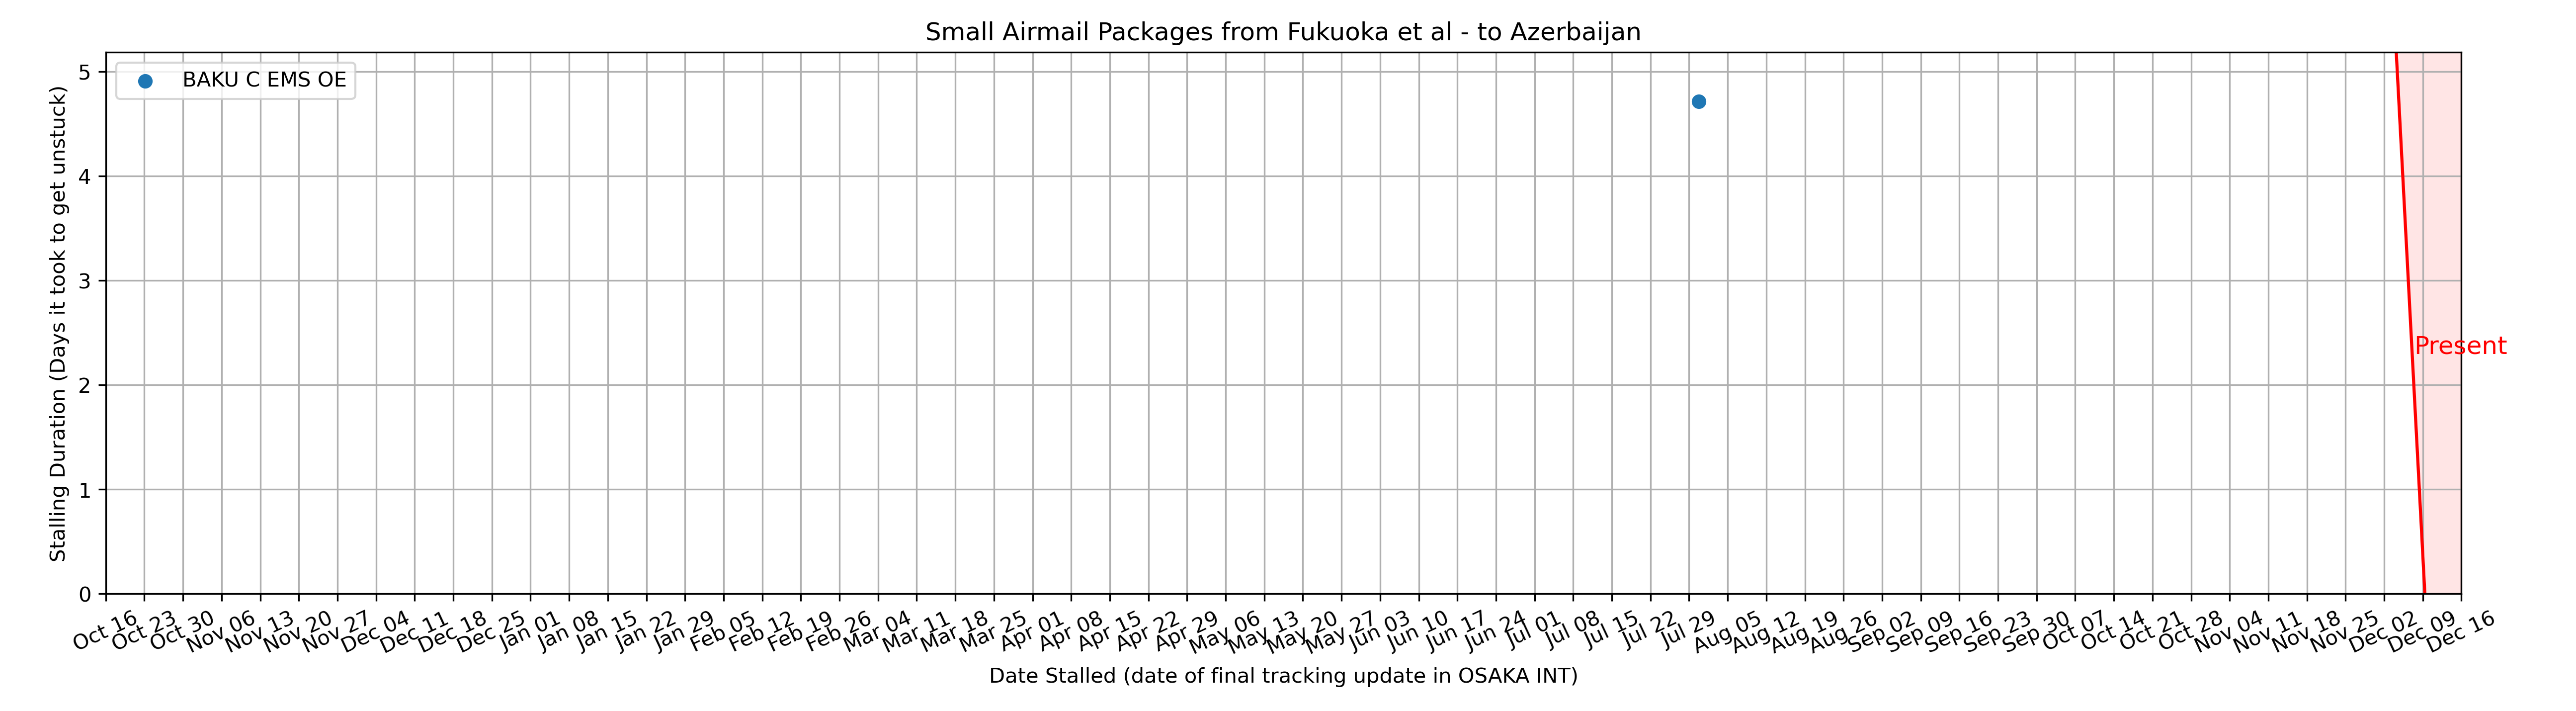 Small Airmail Packages from Fukuoka et al - to Azerbaijan
BAKU C EMS OE
Stalling Duration (Days it took to get unstuck)
5
4
3
2
1
0
Present
Oct 16 Oct 23 Oct 30 Nov 06 Nov 13 Nov 20 Nov 27 Dec 04 Dec 11 Dec 18 Dec 25 Jan 01 Jan 08 Jan 15 Jan 22 Jan 29 Feb 05 Feb 12 Feb 19 Feb 26 Mar 04 Mar 11 Mar 18 Mar 25 Apr 01 Apr 08 Apr 15 Apr 22 Apr 29 May 06 May 13 May 20 May 27 Jun 03 Jun 10 Jun 17 Jun 24 Jul 01 Jul 08 Jul 15 Jul 22 Jul 29 Aug 05 Aug 12 Aug 19 Aug 26 Sep 02 Sep 09 Sep 16 Sep 23 Sep 30 Oct 07 Oct 14 Oct 21 Oct 28 Nov 04 Nov 11 Nov 18 Nov 25 Dec 02 Dec 09 Dec 16
Date Stalled (date of final tracking update in OSAKA INT)